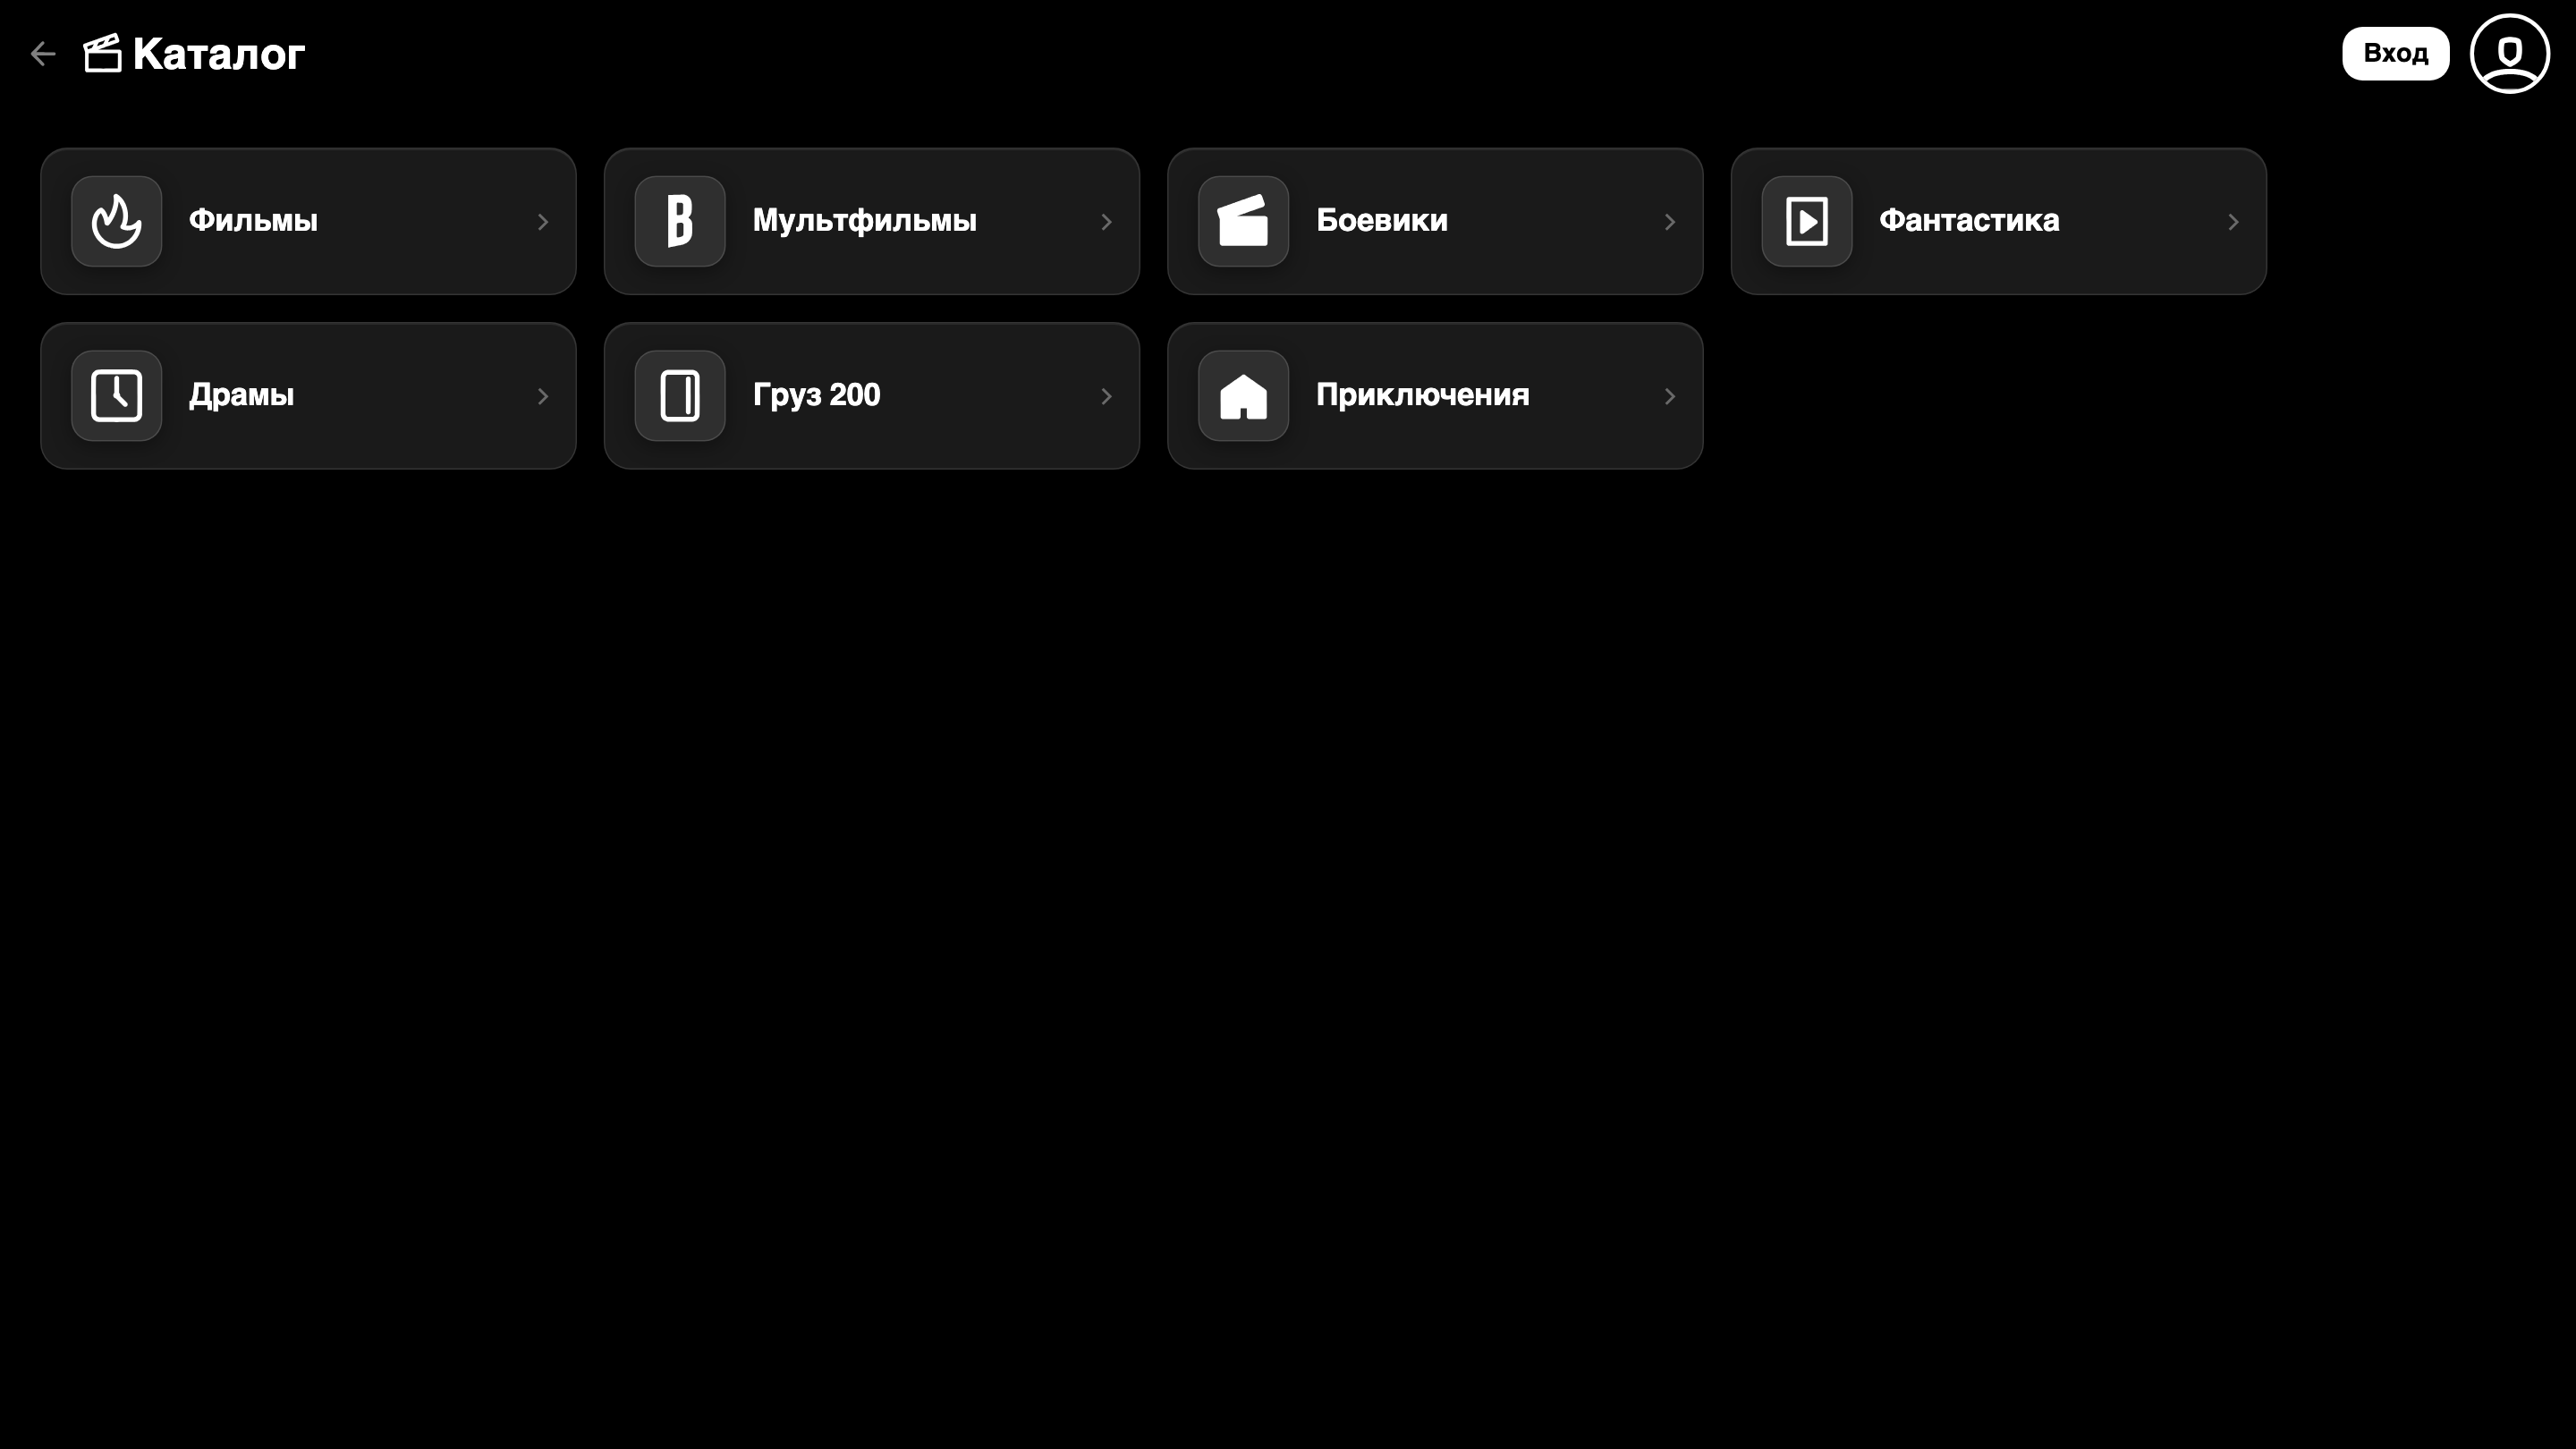 Каталог
Вход
Фильмы
Мультфильмы
Боевики
Фантастика
Драмы
Груз 200
Приключения